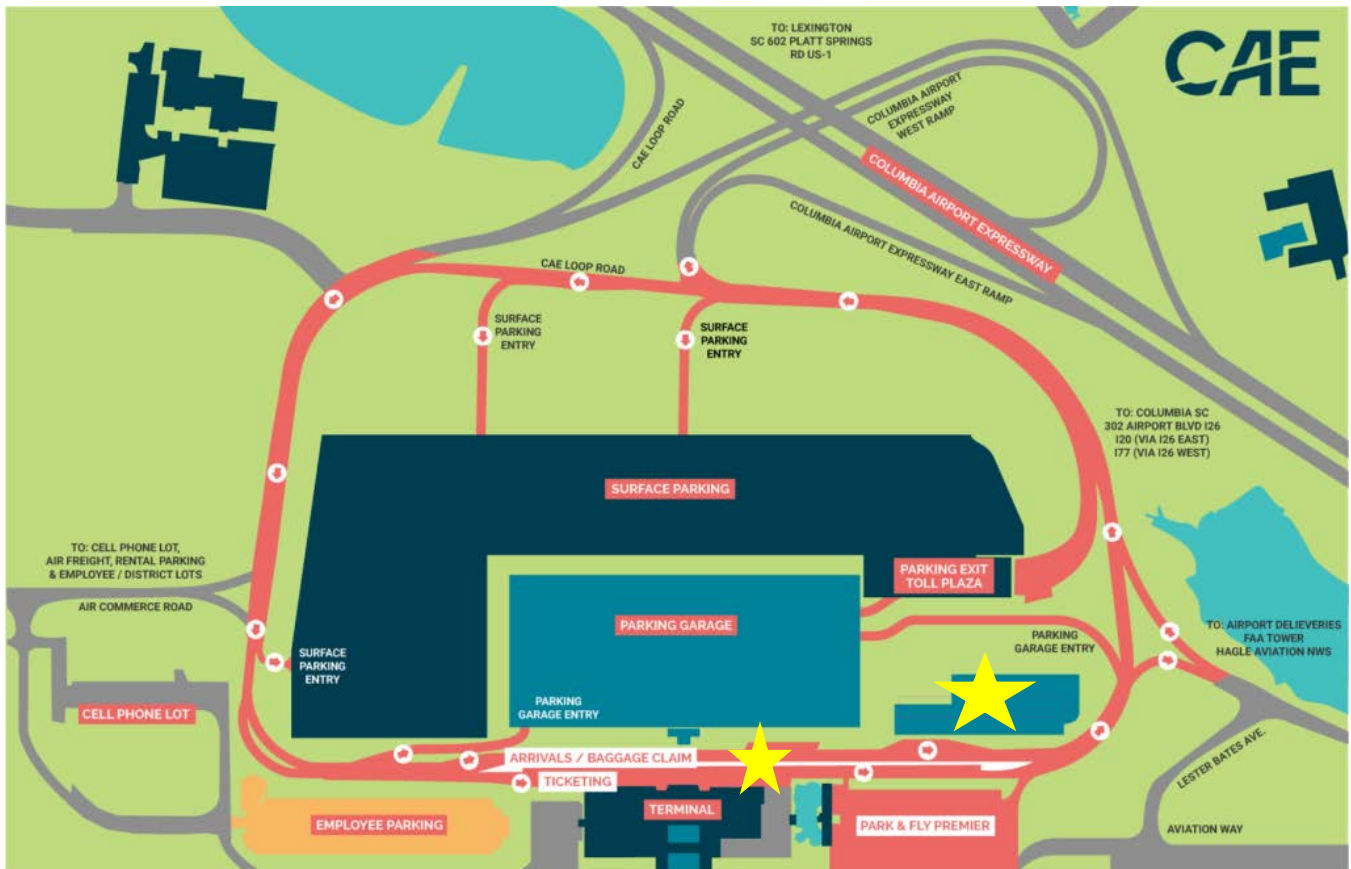 TO: LEXINGTON
SC 602 PLATT SPRINGS
RD US-1
CAE
COLUMBIA AIRPORT
EXPRESSWAY
WEST RAMP
CAE LOOP ROAD
COLUMBIA AIRPORT EXPRESSWAY
COLUMBIA AIRPORT EXPRESSWAY EAST RAMP
CAE LOOP ROAD
SURFACE
PARKING
ENTRY
SURFACE
PARKING
ENTRY
TO: COLUMBIA SC
302 AIRPORT BLVD I26
I20 (VIA I26 EAST)
I77 (VIA I26 WEST)
SURFACE PARKING
TO: CELL PHONE LOT,
AIR FREIGHT, RENTAL PARKING
& EMPLOYEE / DISTRICT LOTS
AIR COMMERCE ROAD
PARKING EXIT
TOLL PLAZA
PARKING GARAGE
PARKING
GARAGE ENTRY
TO: AIRPORT DELIEVERIES
FAA TOWER
HAGLE AVIATION NWS
SURFACE
PARKING
ENTRY
CELL PHONE LOT
PARKING
GARAGE ENTRY
ARRIVALS / BAGGAGE CLAIM
TICKETING
LESTER BATES AVE.
EMPLOYEE PARKING
TERMINAL
PARK & FLY PREMIER
AVIATION WAY